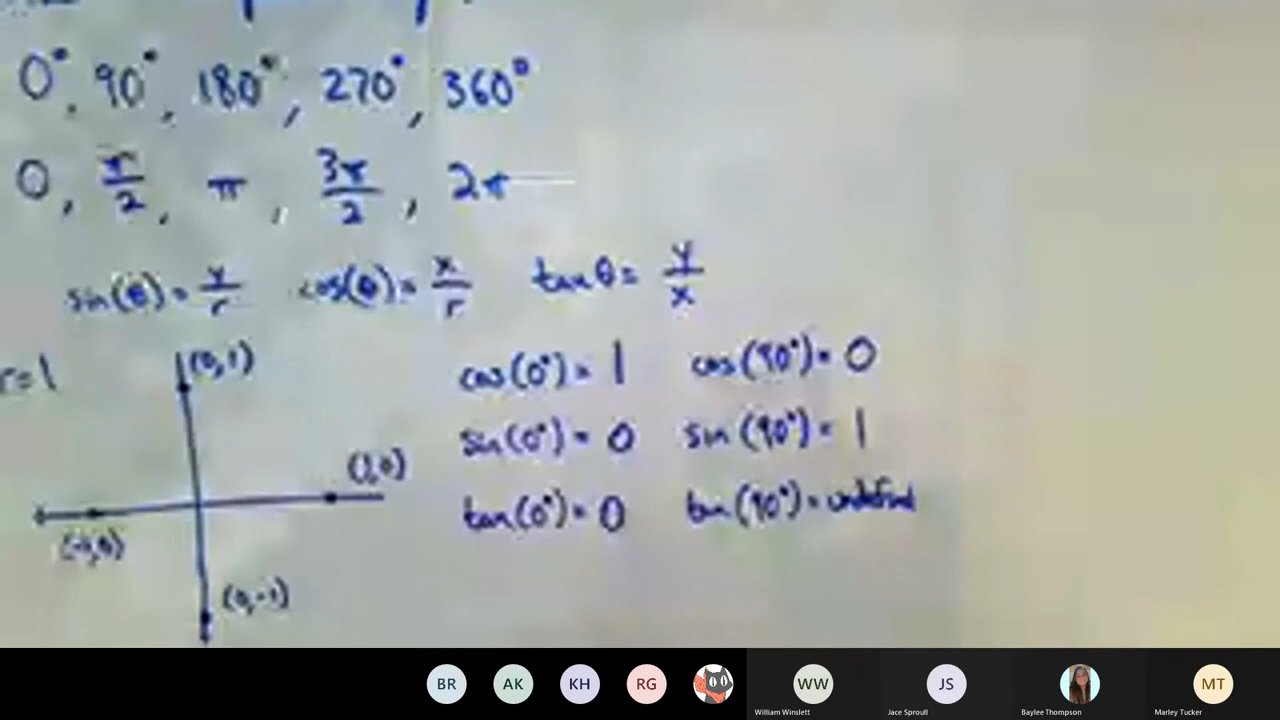 0°, 90°, 180°, 270°, 360°
0, π/2, π, 3π/2, 2π
sin(θ) = y/r cos(θ) = x/r tan θ = y/x
r=1
(0,1)
(1,0)
(-1,0)
(0,-1)
cos(0°) = 1 cos(90°) = 0
sin(0°) = 0 sin(90°) = 1
tan(0°) = 0 tan(90°) = undefined
BR AK KH RG WW JS MT
William Winslett Jace Sproull Baylee Thompson Marley Tucker